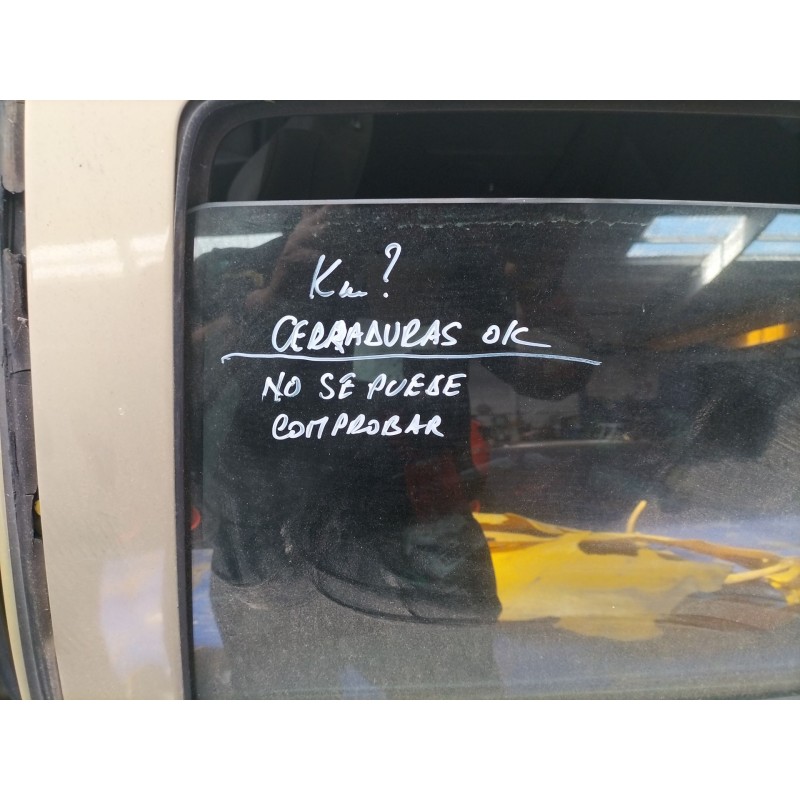 Km?
CERRADURAS OK
NO SE PUEDE
COMPROBAR